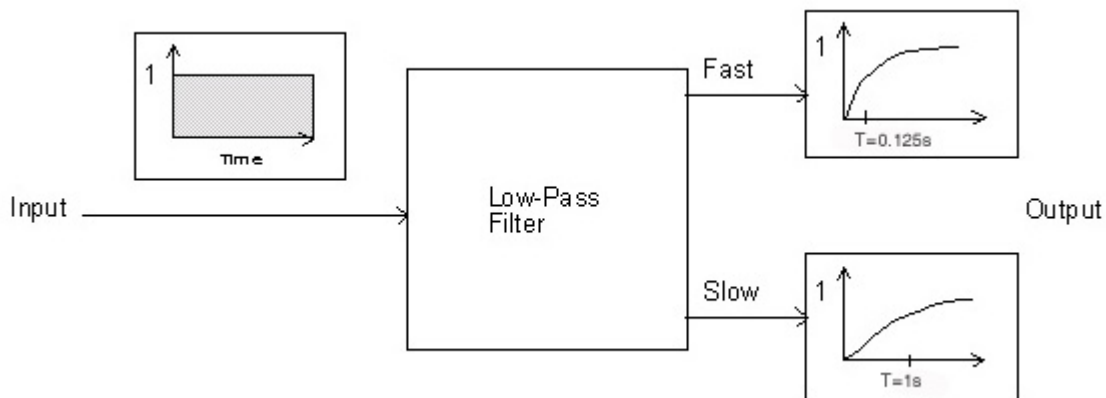 1
Time
Input
Low-Pass
Filter
Fast
1
T=0.125s
Output
Slow
1
T=1s